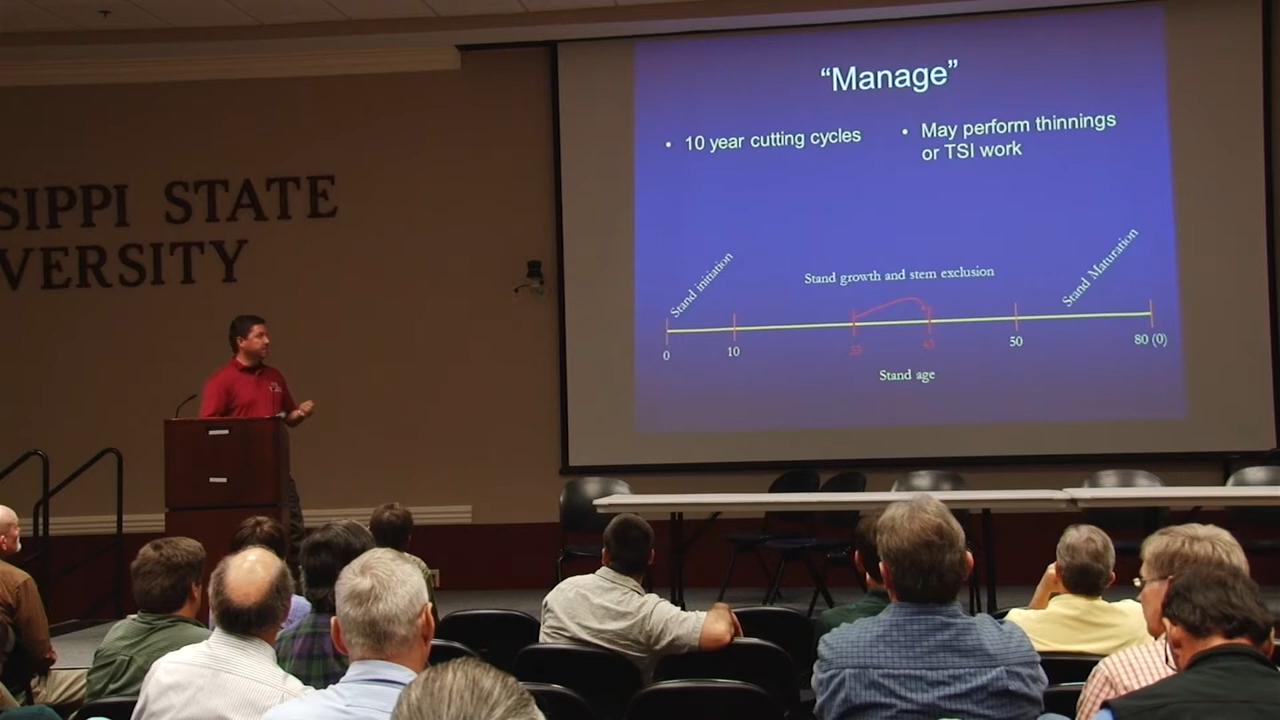 SIPPI STATE
VERSITY
“Manage”
• 10 year cutting cycles
• May perform thinnings
or TSI work
Stand initiation
Stand growth and stem exclusion
Stand Maturation
0
10
50
80 (0)
Stand age